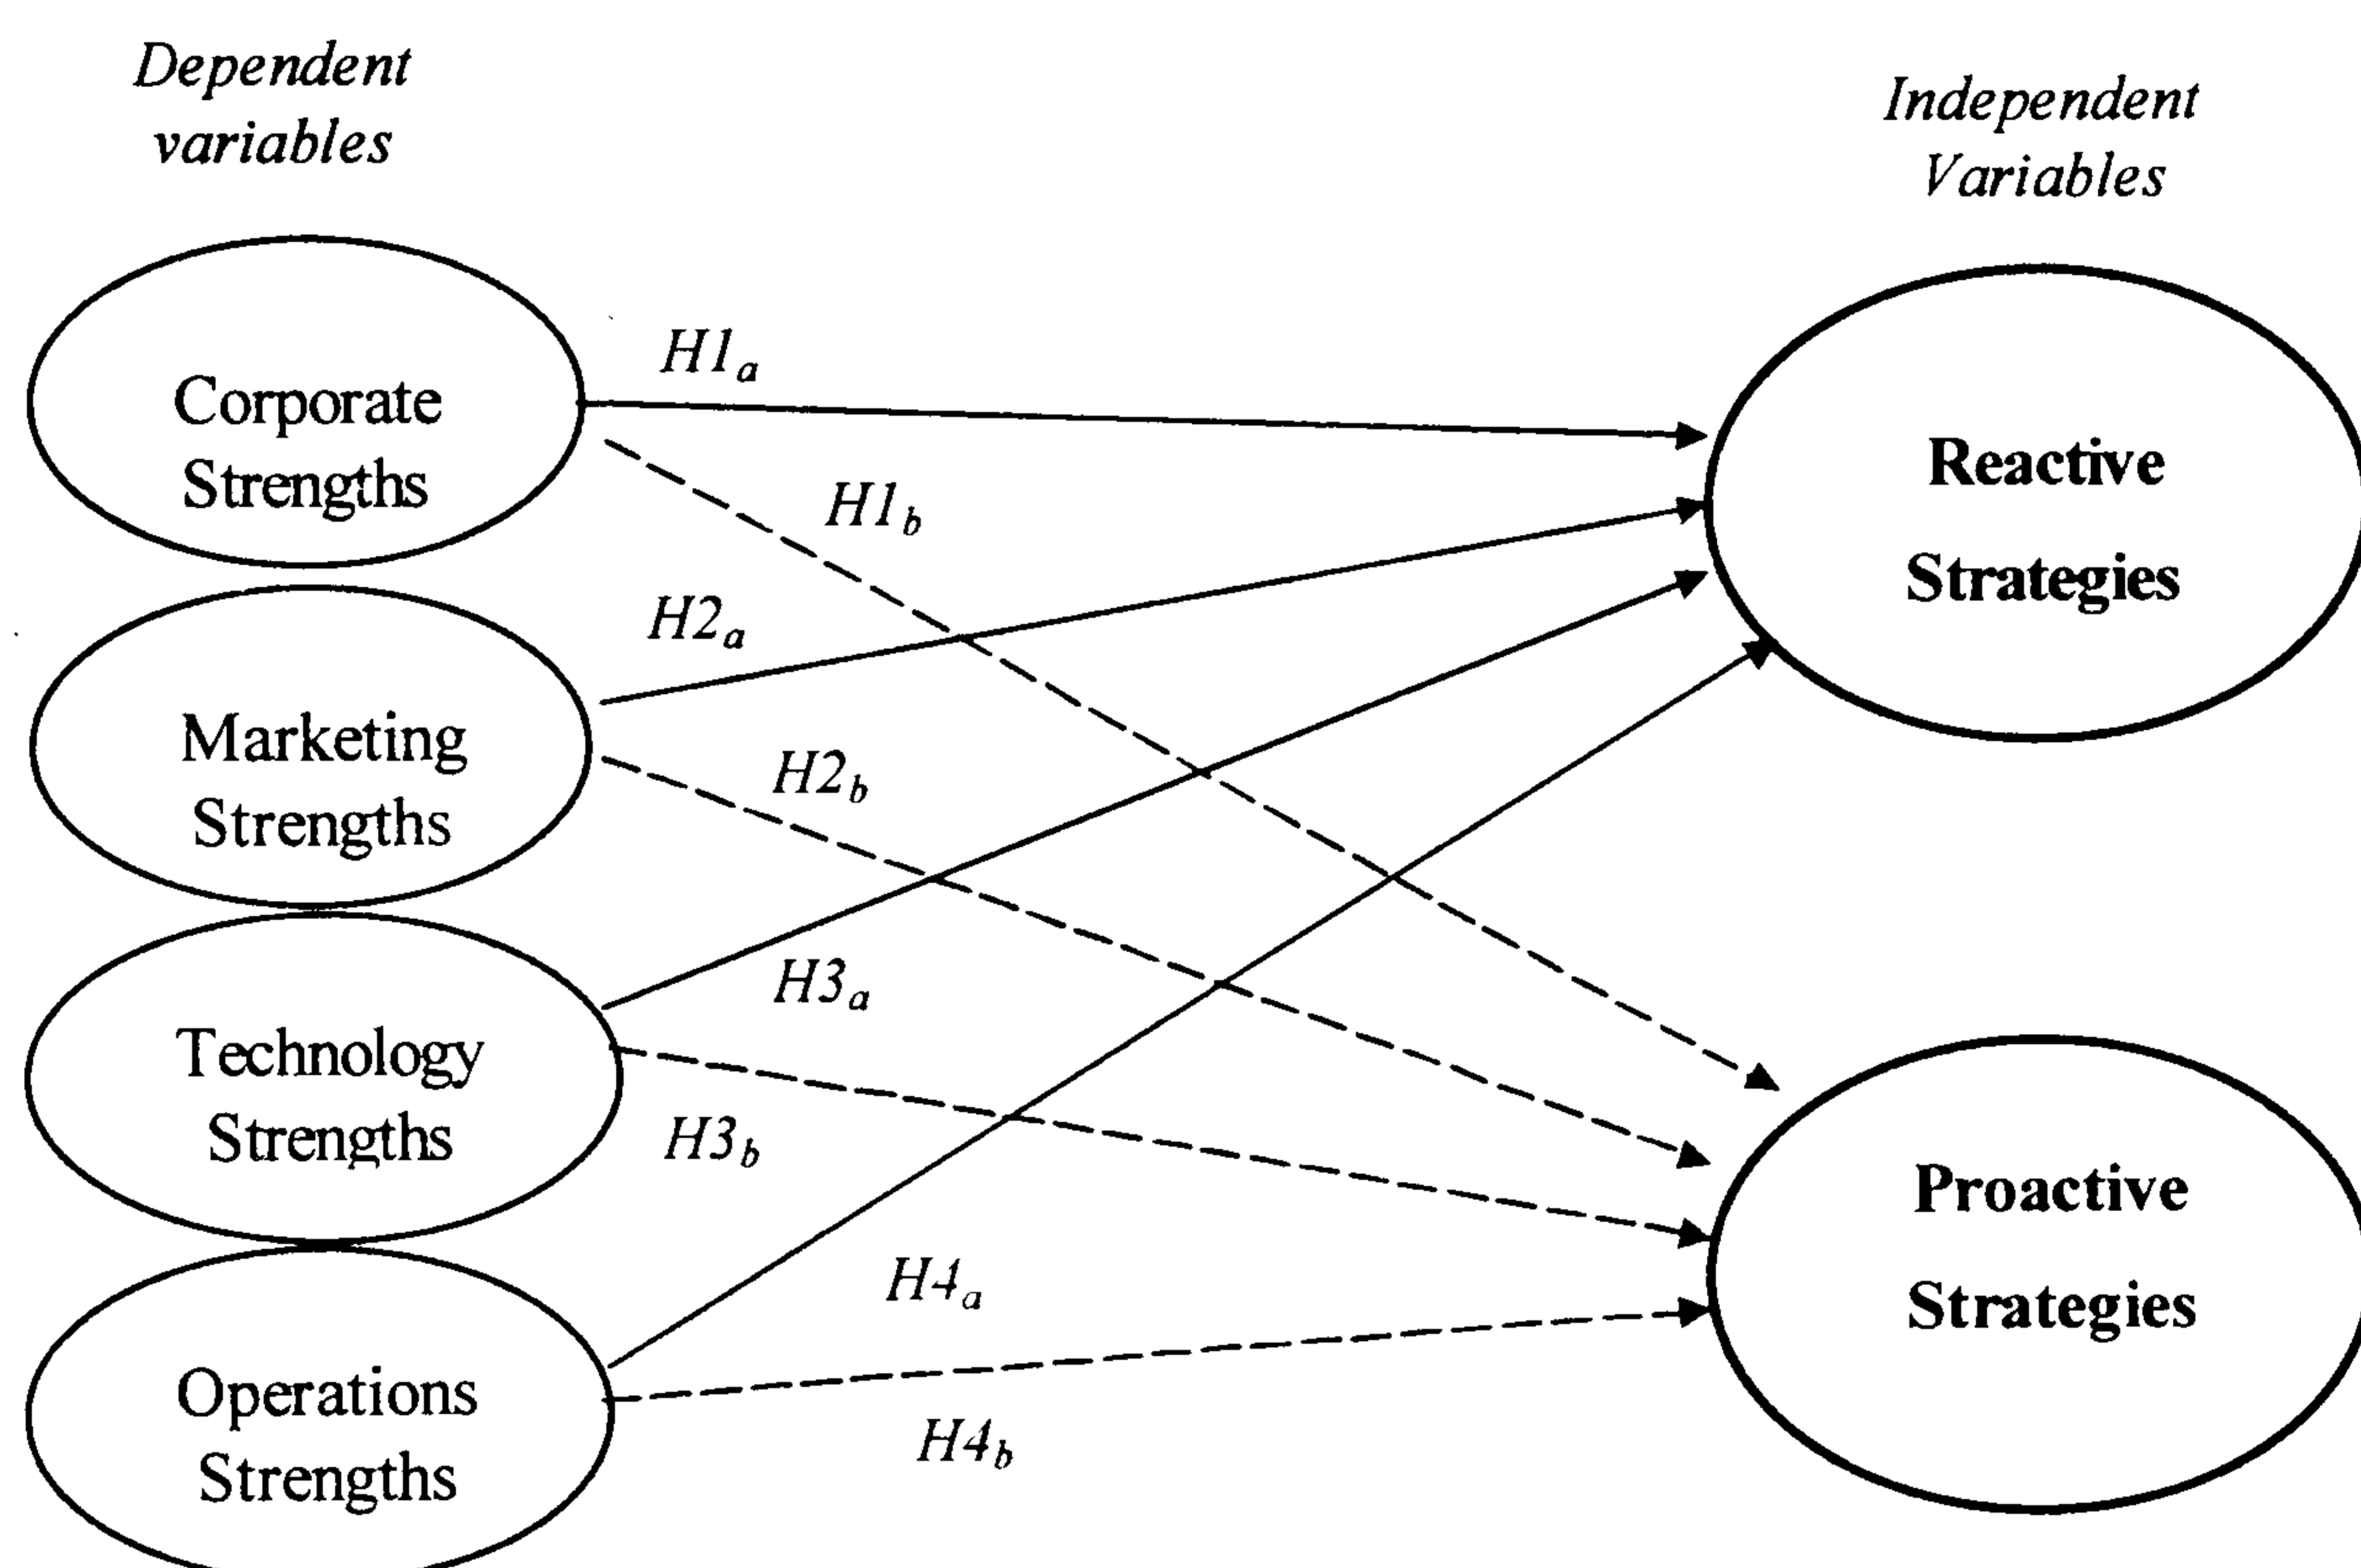 Dependent
variables
Independent
Variables
Corporate
Strengths
H1a
H1b
Reactive
Strategies
Marketing
Strengths
H2a
H2b
Technology
Strengths
H3a
H3b
Proactive
Strategies
Operations
Strengths
H4a
H4b